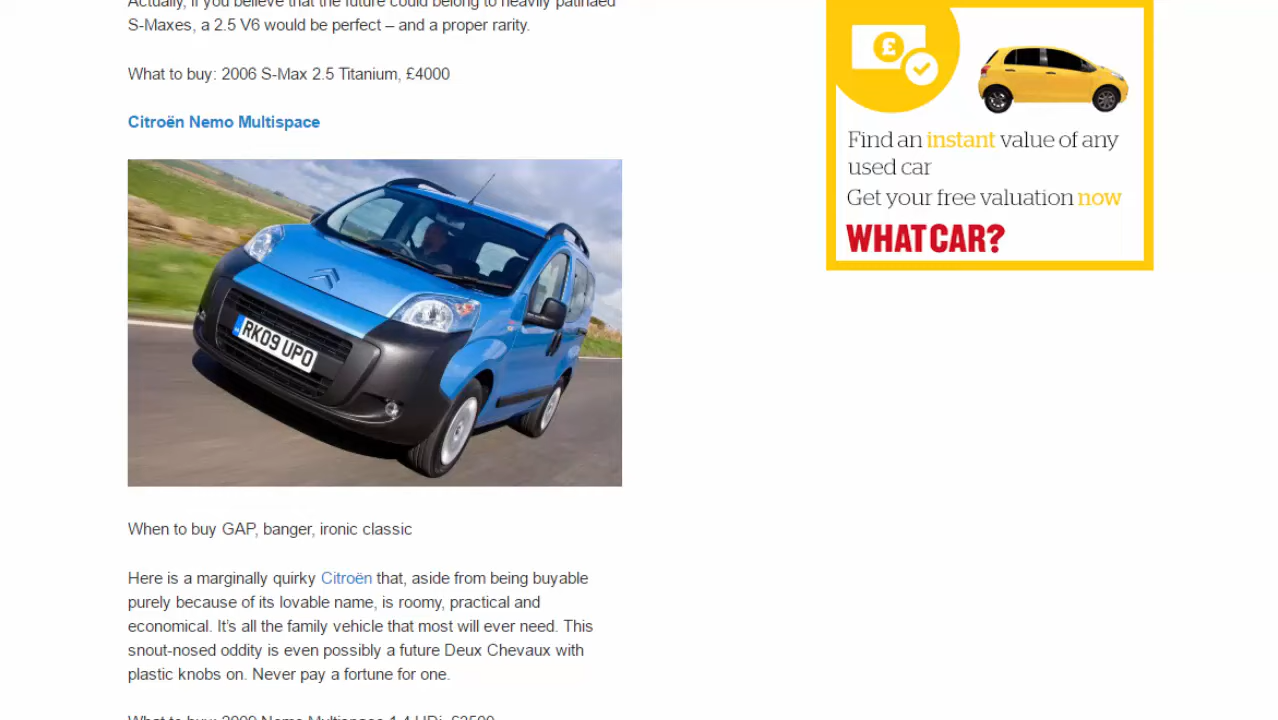 Actually, if you believe that the future could belong to heavily patinaed
S-Maxes, a 2.5 V6 would be perfect – and a proper rarity.
What to buy: 2006 S-Max 2.5 Titanium, £4000
Citroën Nemo Multispace
RK09 UPO
When to buy GAP, banger, ironic classic
Here is a marginally quirky Citroën that, aside from being buyable
purely because of its lovable name, is roomy, practical and
economical. It’s all the family vehicle that most will ever need. This
snout-nosed oddity is even possibly a future Deux Chevaux with
plastic knobs on. Never pay a fortune for one.
What to buy: 2009 Nemo Multispace 1.4 HDi, £2500
£
Find an instant value of any
used car
Get your free valuation now
WHAT CAR?